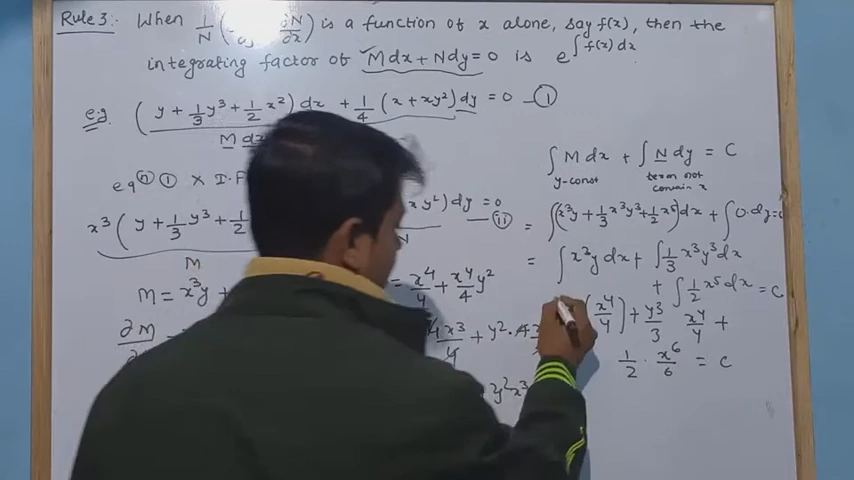 Rule 3: When 1/N ( ∂N/∂x ) is a function of x alone, say f(x), then the
integrating factor of Mdx + Ndy = 0 is e^∫f(x)dx
e.g. ( y + 1/3 y³ + 1/2 x² ) dx + 1/4 ( x + xy² ) dy = 0 — ①
M dx
eqⁿ ① × I.F
x³ ( y + 1/3 y³ + 1/2 xy² ) dy = 0 — ⑪
M
M = x³y
= x⁴/4 + x⁴/4 y²
∂M
4x³/4 + y² · 4x
y²x³
∫ M dx + ∫ N dy = C
y-const term not contain x
= ∫(x³y + 1/3 x³y³ + 1/2 x⁵)dx + ∫ 0. dy = C
= ∫ x³y dx + ∫ 1/3 x³y³ dx
+ ∫ 1/2 x⁵ dx = C
( x⁴/4 ) + y³/3 x⁴/4 +
1/2 · x⁶/6 = C